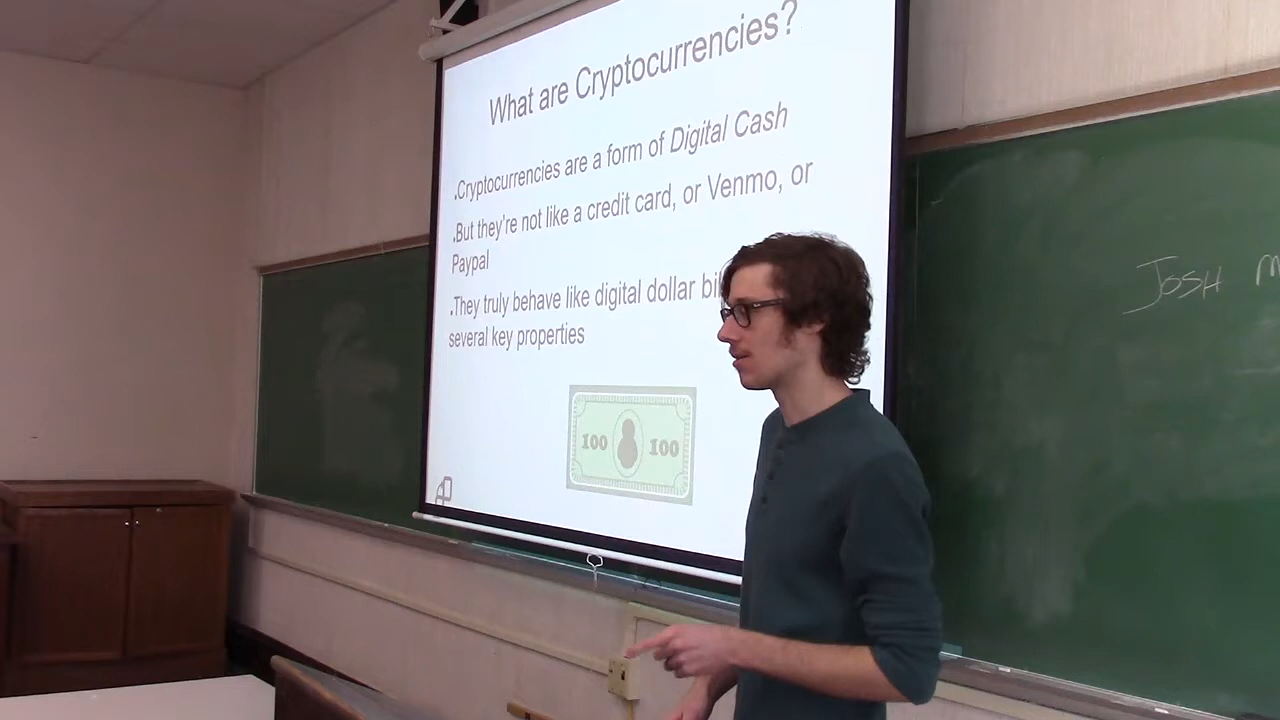 What are Cryptocurrencies?
.Cryptocurrencies are a form of Digital Cash
.But they're not like a credit card, or Venmo, or
Paypal
.They truly behave like digital dollar
several key properties
100 100
JOSH